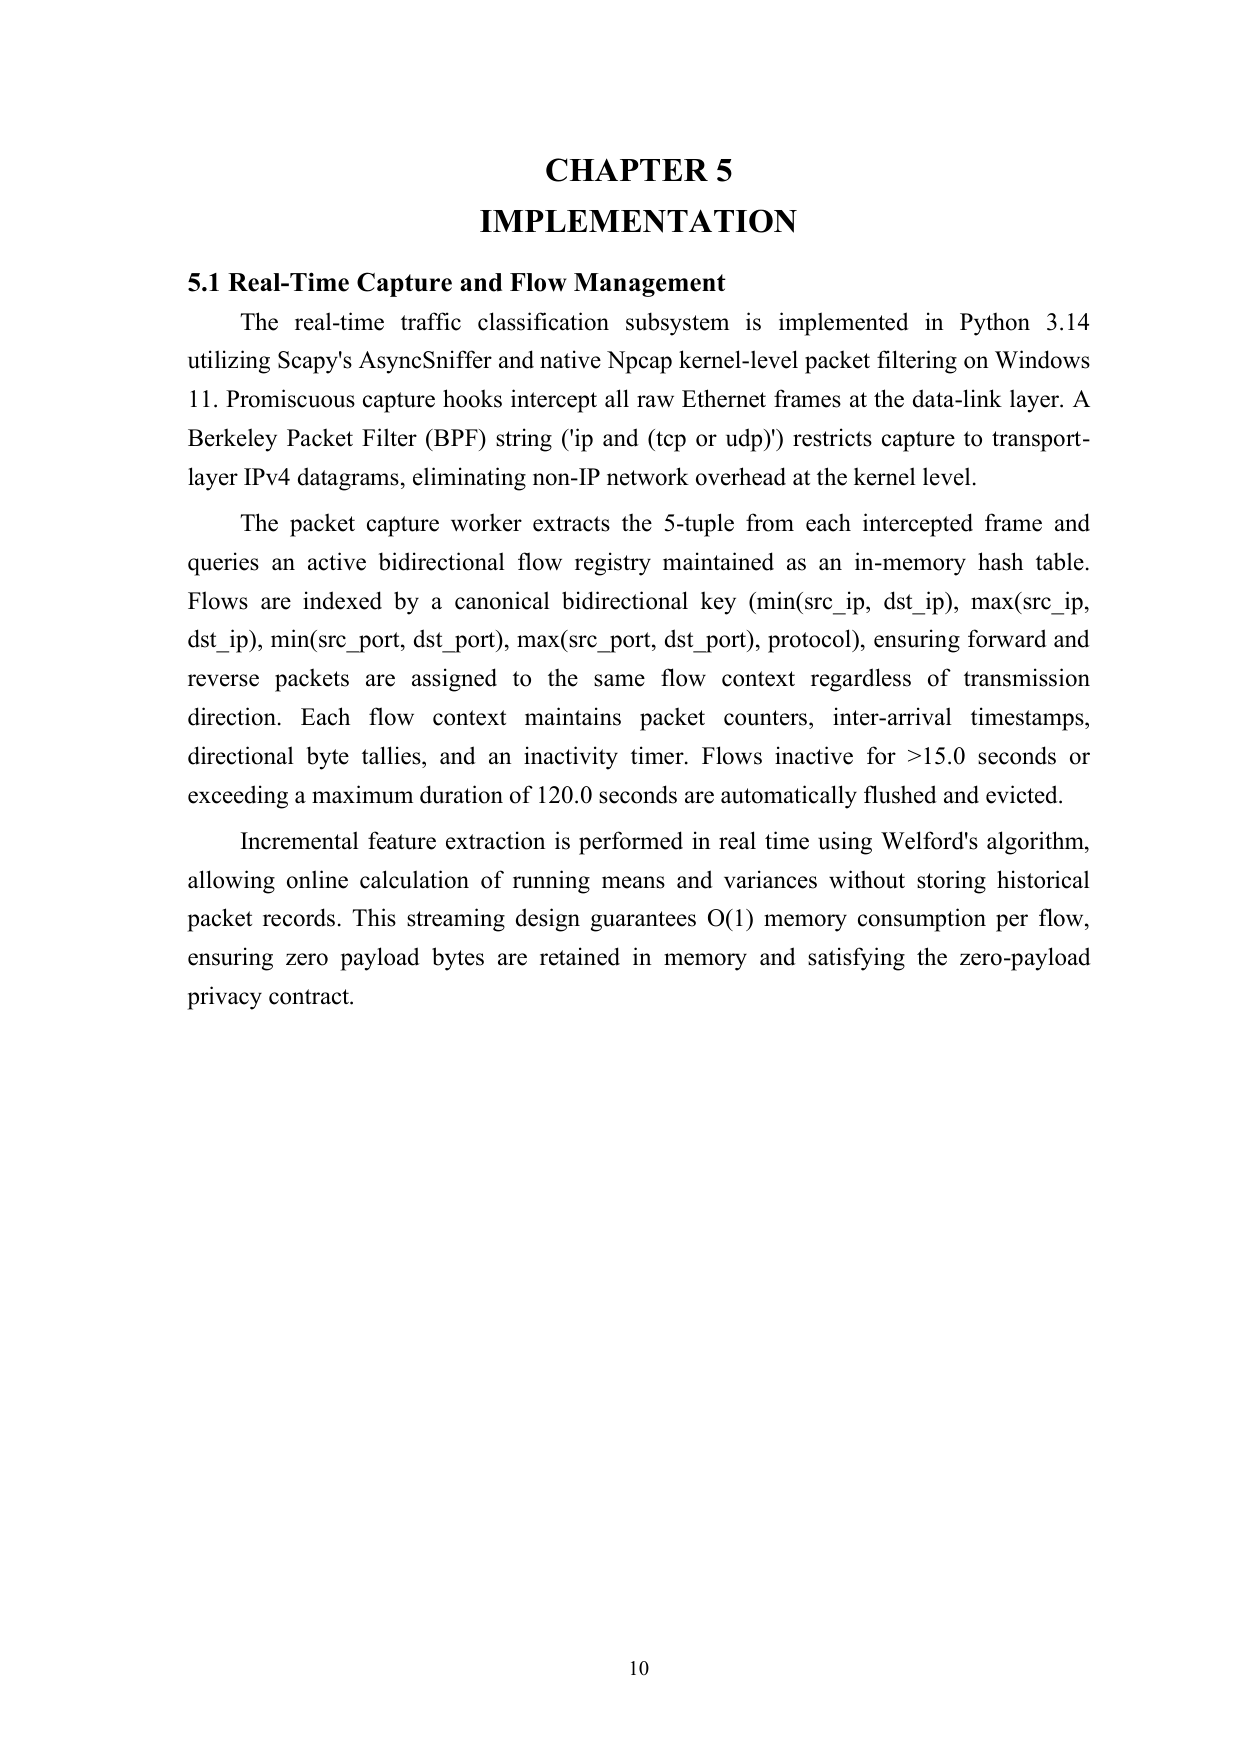 CHAPTER 5
IMPLEMENTATION
5.1 Real-Time Capture and Flow Management
The real-time traffic classification subsystem is implemented in Python 3.14
utilizing Scapy's AsyncSniffer and native Npcap kernel-level packet filtering on Windows
11. Promiscuous capture hooks intercept all raw Ethernet frames at the data-link layer. A
Berkeley Packet Filter (BPF) string ('ip and (tcp or udp)') restricts capture to transport-
layer IPv4 datagrams, eliminating non-IP network overhead at the kernel level.
The packet capture worker extracts the 5-tuple from each intercepted frame and
queries an active bidirectional flow registry maintained as an in-memory hash table.
Flows are indexed by a canonical bidirectional key (min(src_ip, dst_ip), max(src_ip,
dst_ip), min(src_port, dst_port), max(src_port, dst_port), protocol), ensuring forward and
reverse packets are assigned to the same flow context regardless of transmission
direction. Each flow context maintains packet counters, inter-arrival timestamps,
directional byte tallies, and an inactivity timer. Flows inactive for >15.0 seconds or
exceeding a maximum duration of 120.0 seconds are automatically flushed and evicted.
Incremental feature extraction is performed in real time using Welford's algorithm,
allowing online calculation of running means and variances without storing historical
packet records. This streaming design guarantees O(1) memory consumption per flow,
ensuring zero payload bytes are retained in memory and satisfying the zero-payload
privacy contract.
10